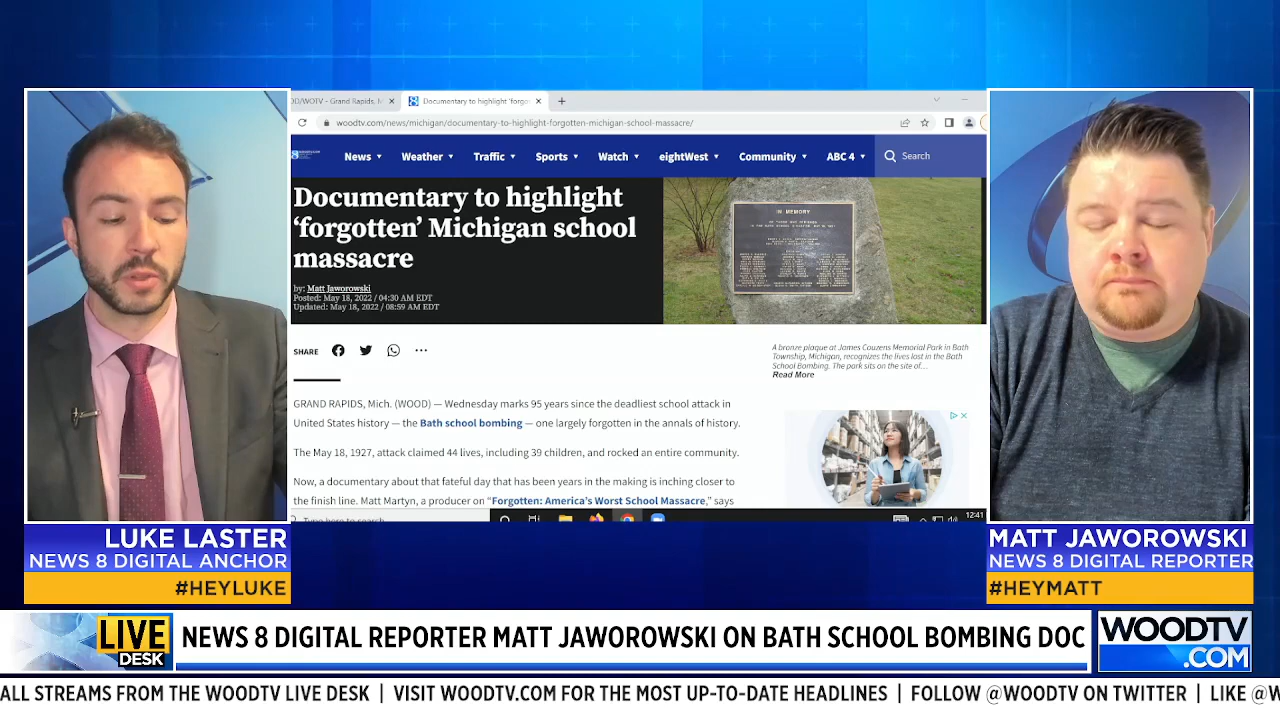 OD/WOTV - Grand Rapids, M
Documentary to highlight 'forgo
woodtv.com/news/michigan/documentary-to-highlight-forgotten-michigan-school-massacre/
News Weather Traffic Sports Watch eightWest Community ABC 4 Search
Documentary to highlight
‘forgotten’ Michigan school
massacre
by: Matt Jaworowski
Posted: May 18, 2022 / 04:30 AM EDT
Updated: May 18, 2022 / 08:59 AM EDT
IN MEMORY
SHARE
A bronze plaque at James Couzens Memorial Park in Bath
Township, Michigan, recognizes the lives lost in the Bath
School Bombing. The park sits on the site of…
Read More
GRAND RAPIDS, Mich. (WOOD) — Wednesday marks 95 years since the deadliest school attack in
United States history — the Bath school bombing — one largely forgotten in the annals of history.
The May 18, 1927, attack claimed 44 lives, including 39 children, and rocked an entire community.
Now, a documentary about that fateful day that has been years in the making is inching closer to
the finish line. Matt Martyn, a producer on “Forgotten: America’s Worst School Massacre,” says
Type here to search
12:41
LUKE LASTER
NEWS 8 DIGITAL ANCHOR
#HEYLUKE
MATT JAWOROWSKI
NEWS 8 DIGITAL REPORTER
#HEYMATT
LIVE
DESK
NEWS 8 DIGITAL REPORTER MATT JAWOROWSKI ON BATH SCHOOL BOMBING DOC
WOODTV
.COM
ALL STREAMS FROM THE WOODTV LIVE DESK | VISIT WOODTV.COM FOR THE MOST UP-TO-DATE HEADLINES | FOLLOW @WOODTV ON TWITTER | LIKE @W